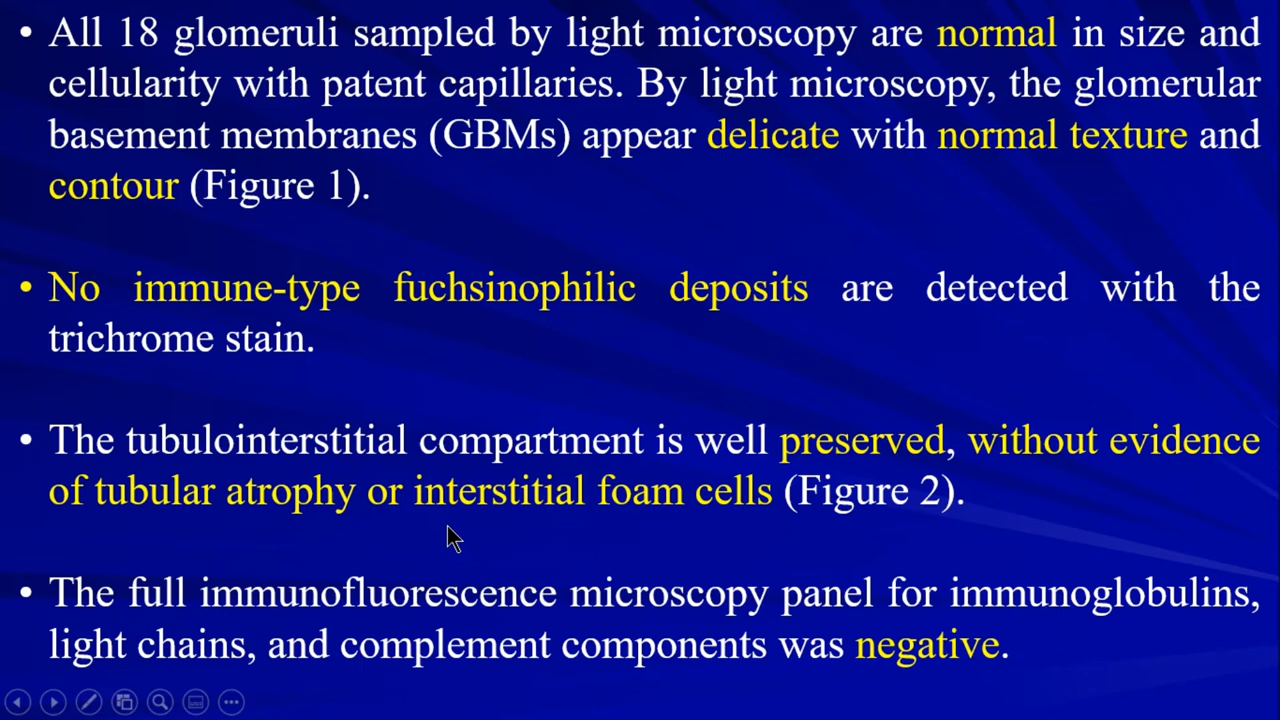 • All 18 glomeruli sampled by light microscopy are normal in size and
cellularity with patent capillaries. By light microscopy, the glomerular
basement membranes (GBMs) appear delicate with normal texture and
contour (Figure 1).
• No immune-type fuchsinophilic deposits are detected with the
trichrome stain.
• The tubulointerstitial compartment is well preserved, without evidence
of tubular atrophy or interstitial foam cells (Figure 2).
• The full immunofluorescence microscopy panel for immunoglobulins,
light chains, and complement components was negative.